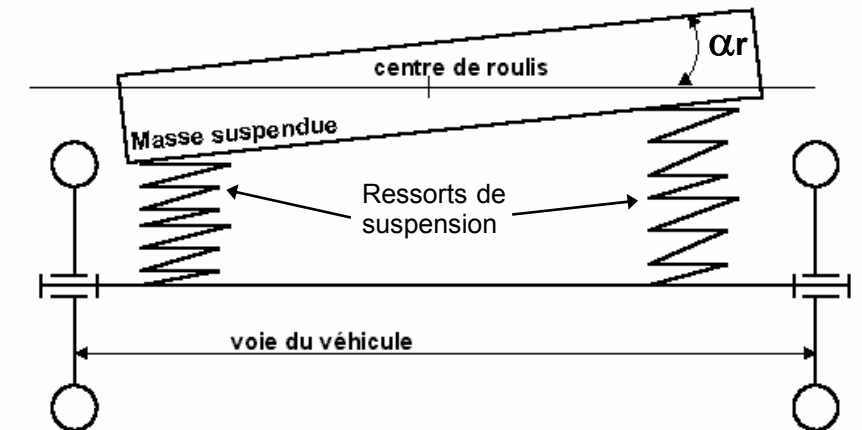 αr
centre de roulis
Masse suspendue
Ressorts de
suspension
voie du véhicule